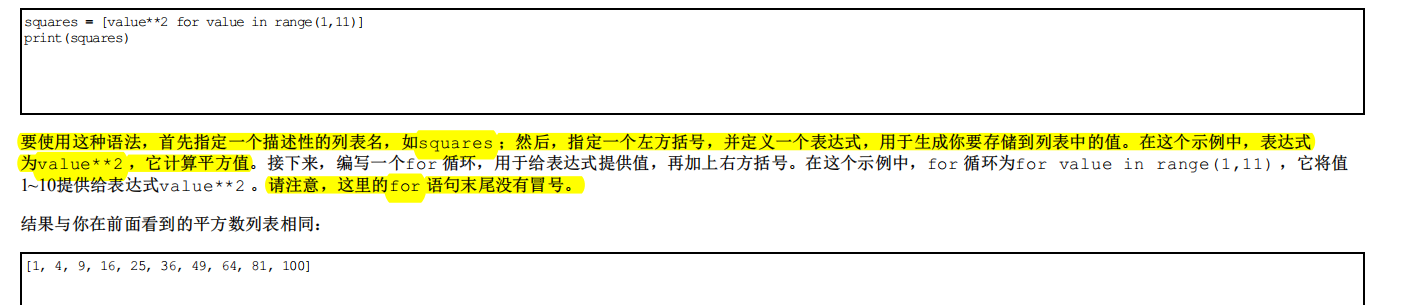 squares = [value**2 for value in range(1,11)]
print(squares)
要使用这种语法，首先指定一个描述性的列表名，如squares ；然后，指定一个左方括号，并定义一个表达式，用于生成你要存储到列表中的值。在这个示例中，表达式
为value**2 ，它计算平方值。接下来，编写一个for 循环，用于给表达式提供值，再加上右方括号。在这个示例中，for 循环为for value in range(1,11) ，它将值
1~10提供给表达式value**2 。请注意，这里的for 语句末尾没有冒号。
结果与你在前面看到的平方数列表相同：
[1, 4, 9, 16, 25, 36, 49, 64, 81, 100]